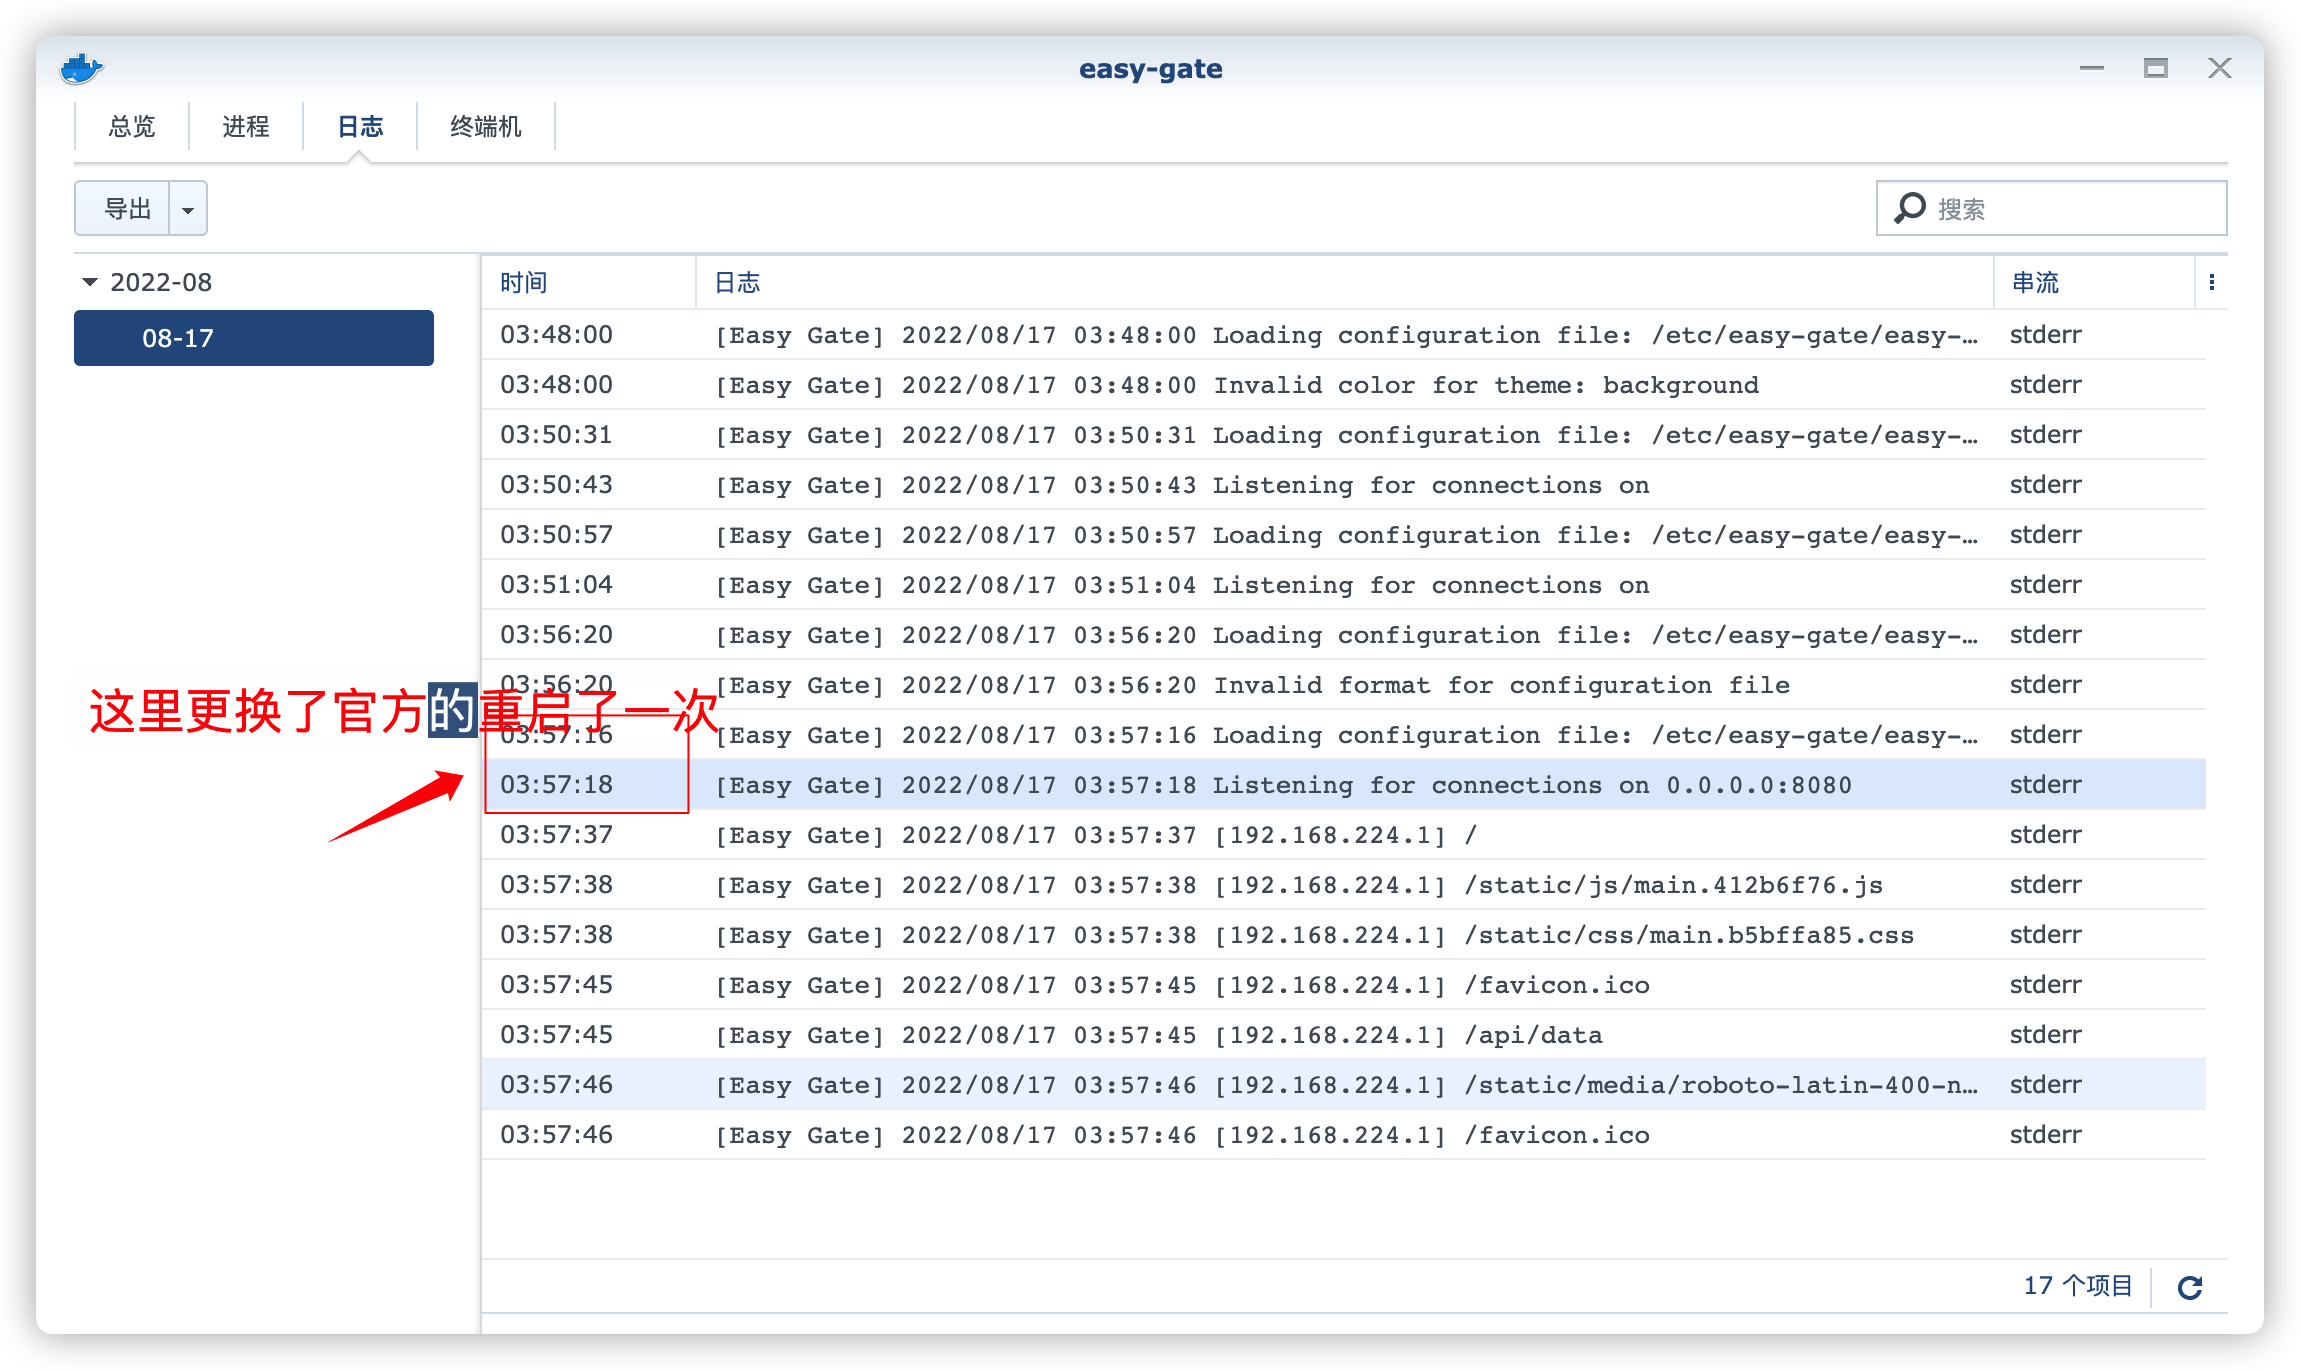 easy-gate
总览 进程 日志 终端机
导出 搜索
2022-08
08-17
时间 日志 串流
03:48:00 [Easy Gate] 2022/08/17 03:48:00 Loading configuration file: /etc/easy-gate/easy-… stderr
03:48:00 [Easy Gate] 2022/08/17 03:48:00 Invalid color for theme: background stderr
03:50:31 [Easy Gate] 2022/08/17 03:50:31 Loading configuration file: /etc/easy-gate/easy-… stderr
03:50:43 [Easy Gate] 2022/08/17 03:50:43 Listening for connections on stderr
03:50:57 [Easy Gate] 2022/08/17 03:50:57 Loading configuration file: /etc/easy-gate/easy-… stderr
03:51:04 [Easy Gate] 2022/08/17 03:51:04 Listening for connections on stderr
03:56:20 [Easy Gate] 2022/08/17 03:56:20 Loading configuration file: /etc/easy-gate/easy-… stderr
03:56:20 [Easy Gate] 2022/08/17 03:56:20 Invalid format for configuration file stderr
这里更换了官方的重启了一次
03:57:16 [Easy Gate] 2022/08/17 03:57:16 Loading configuration file: /etc/easy-gate/easy-… stderr
03:57:18 [Easy Gate] 2022/08/17 03:57:18 Listening for connections on 0.0.0.0:8080 stderr
03:57:37 [Easy Gate] 2022/08/17 03:57:37 [192.168.224.1] / stderr
03:57:38 [Easy Gate] 2022/08/17 03:57:38 [192.168.224.1] /static/js/main.412b6f76.js stderr
03:57:38 [Easy Gate] 2022/08/17 03:57:38 [192.168.224.1] /static/css/main.b5bffa85.css stderr
03:57:45 [Easy Gate] 2022/08/17 03:57:45 [192.168.224.1] /favicon.ico stderr
03:57:45 [Easy Gate] 2022/08/17 03:57:45 [192.168.224.1] /api/data stderr
03:57:46 [Easy Gate] 2022/08/17 03:57:46 [192.168.224.1] /static/media/roboto-latin-400-n… stderr
03:57:46 [Easy Gate] 2022/08/17 03:57:46 [192.168.224.1] /favicon.ico stderr
17 个项目